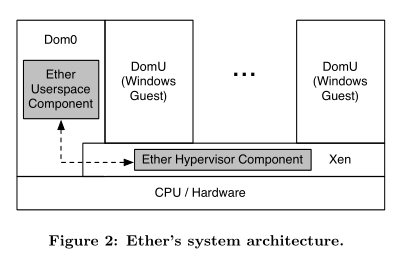 Dom0
Ether
Userspace
Component
DomU
(Windows
Guest)
...
DomU
(Windows
Guest)
Ether Hypervisor Component
Xen
CPU / Hardware
Figure 2: Ether's system architecture.